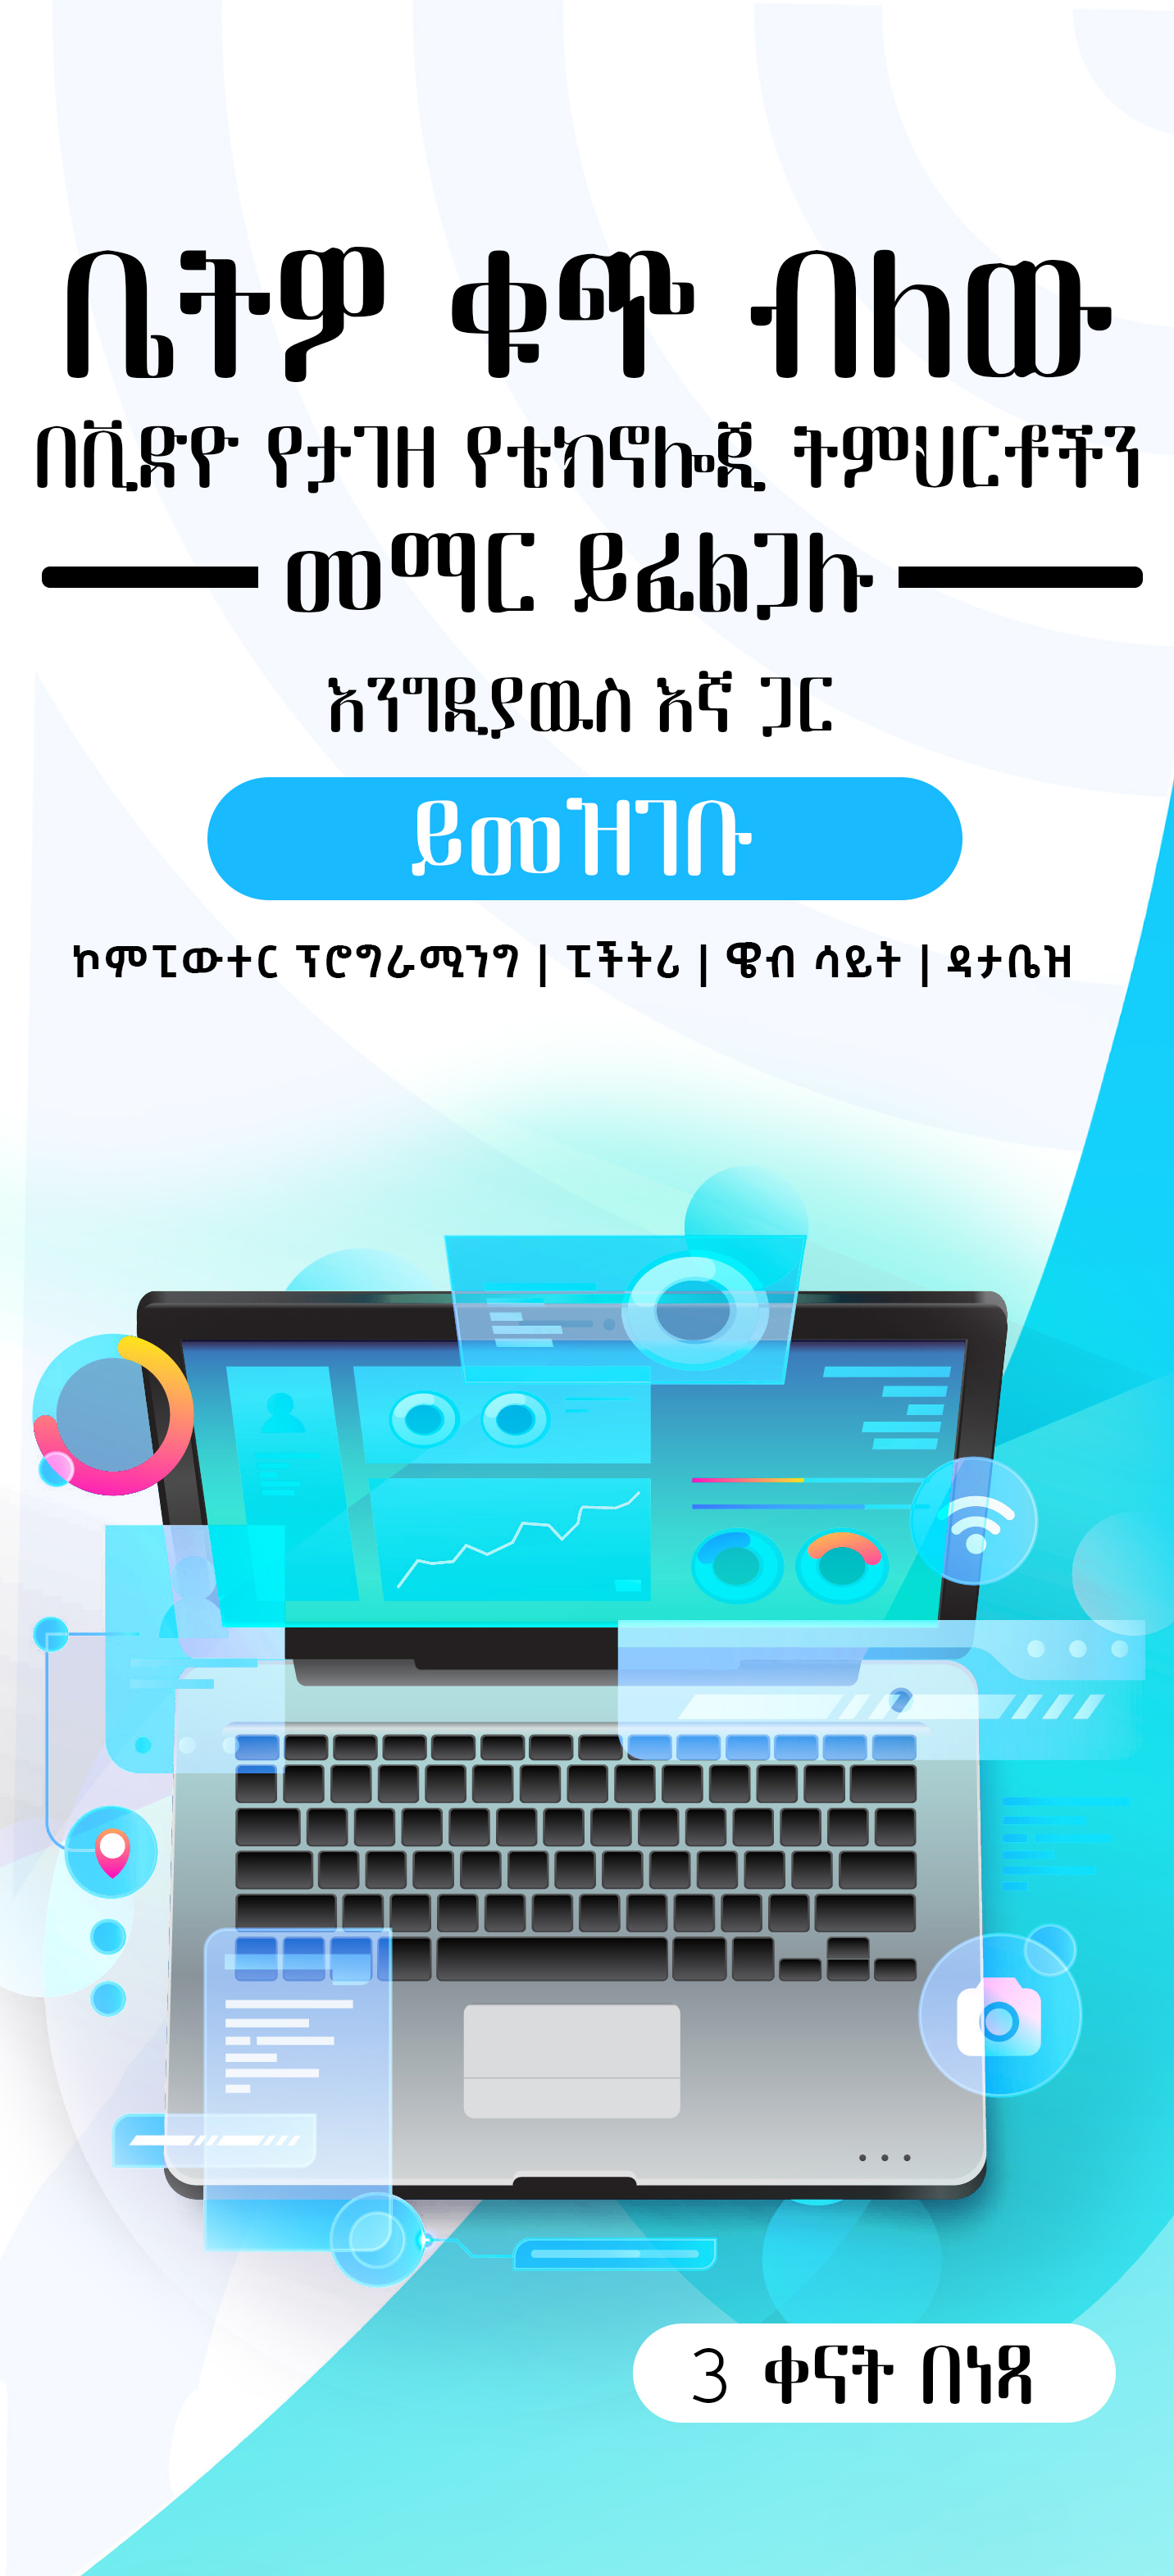 ቤትዎ ቁጭ ብለው
በቪድዮ የታገዘ የቴክኖሎጂ ትምህርቶችን
መማር ይፈልጋሉ
እንግዲያዉስ እኛ ጋር
ይመዝገቡ
ኮምፒውተር ፕሮግራሚንግ | ፒችትሪ | ዌብ ሳይት | ዳታቤዝ
3 ቀናት በነጻ